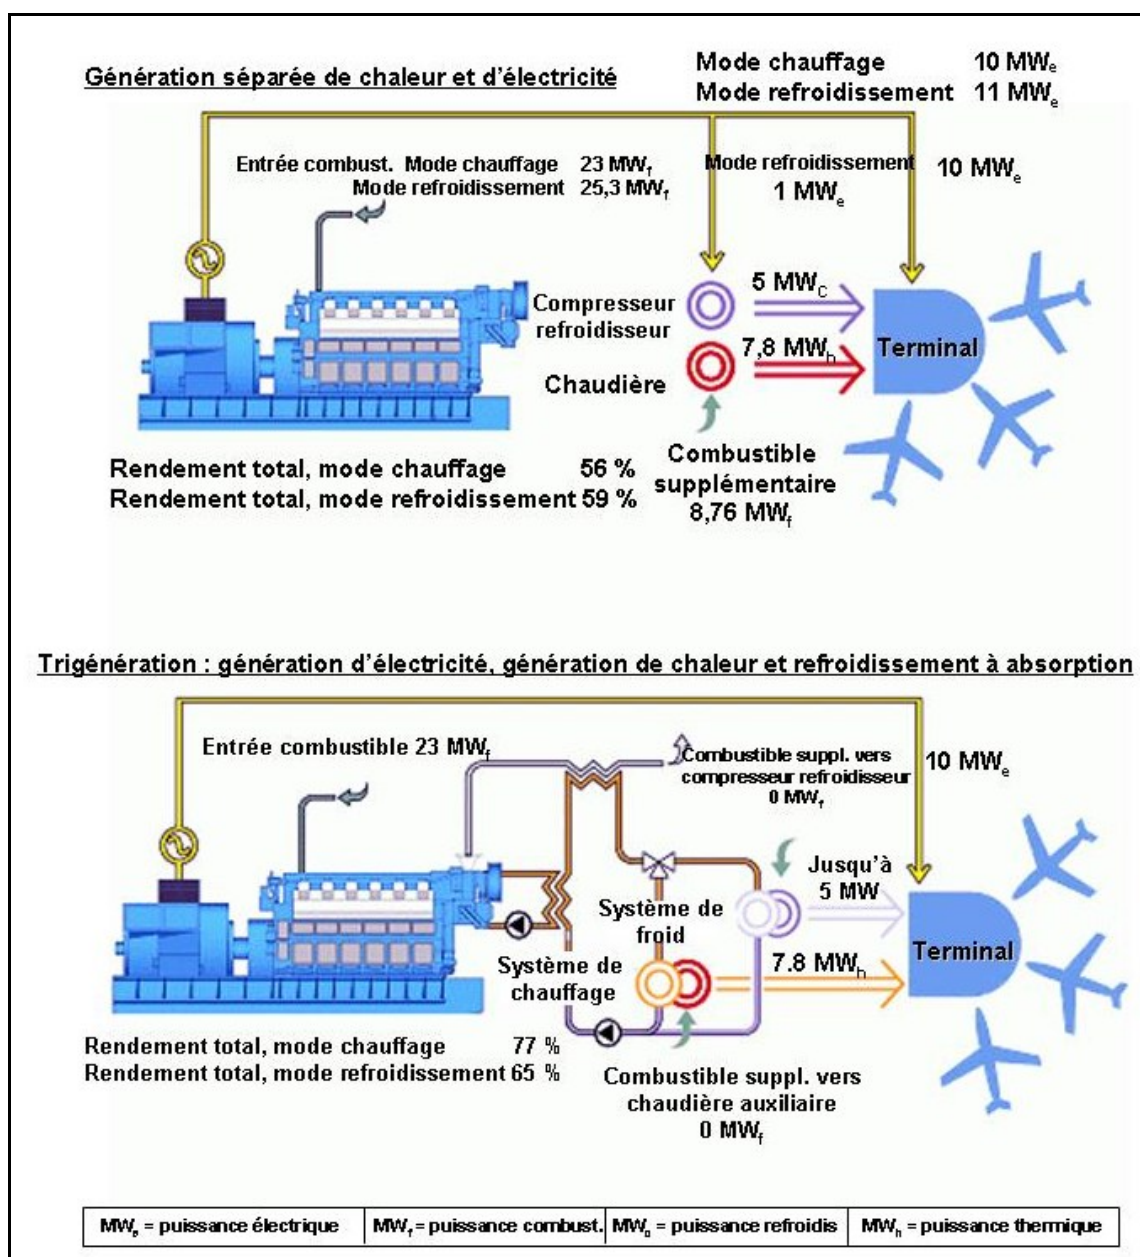 Génération séparée de chaleur et d'électricité
Mode chauffage 10 MWe
Mode refroidissement 11 MWe
Entrée combust. Mode chauffage 23 MWf
Mode refroidissement 25,3 MWf
Mode refroidissement
1 MWe
10 MWe
Compresseur
refroidisseur
5 MWC
Chaudière
7,8 MWh
Terminal
Rendement total, mode chauffage 56 %
Rendement total, mode refroidissement 59 %
Combustible
supplémentaire
8,76 MWf
Trigénération : génération d'électricité, génération de chaleur et refroidissement à absorption
Entrée combustible 23 MWf
Combustible suppl. vers
compresseur refroidisseur
0 MWf
10 MWe
Jusqu'à
5 MW
Système de
froid
Système de
chauffage
7.8 MWh
Terminal
Rendement total, mode chauffage 77 %
Rendement total, mode refroidissement 65 %
Combustible suppl. vers
chaudière auxiliaire
0 MWf
MWe = puissance électrique
MWf = puissance combust.
MWc = puissance refroidis
MWh = puissance thermique